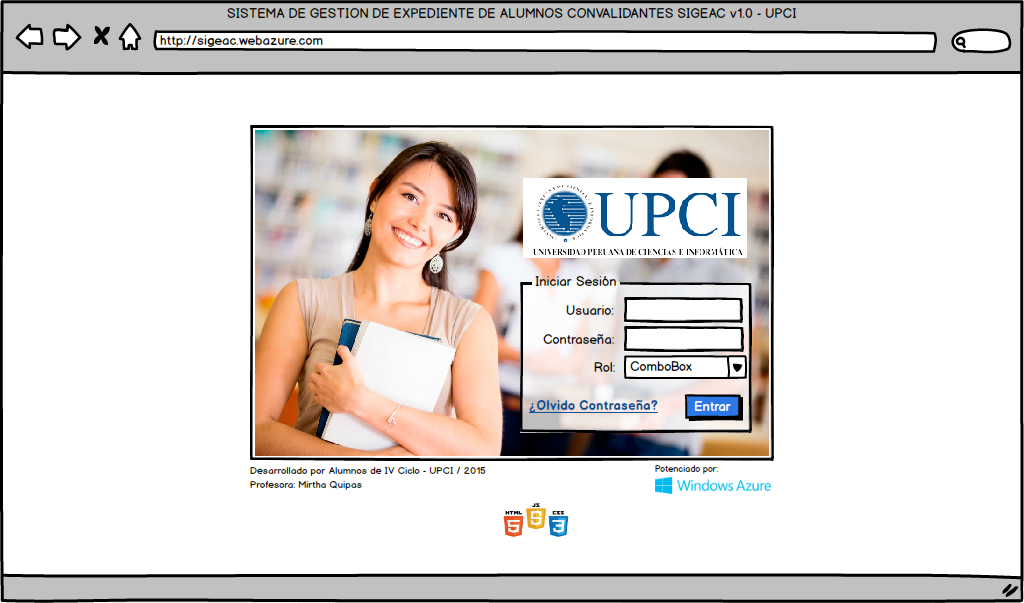 SISTEMA DE GESTION DE EXPEDIENTE DE ALUMNOS CONVALIDANTES SIGEAC v1.0 - UPCI
http://sigeac.webazure.com
UPCI
UNIVERSIDAD PERUANA DE CIENCIAS E INFORMÁTICA
Iniciar Sesión
Usuario:
Contraseña:
Rol: ComboBox
¿Olvido Contraseña? Entrar
Desarrollado por Alumnos de IV Ciclo - UPCI / 2015
Profesora: Mirtha Quipas
Potenciado por:
Windows Azure
HTML 5
JS 5
CSS 3